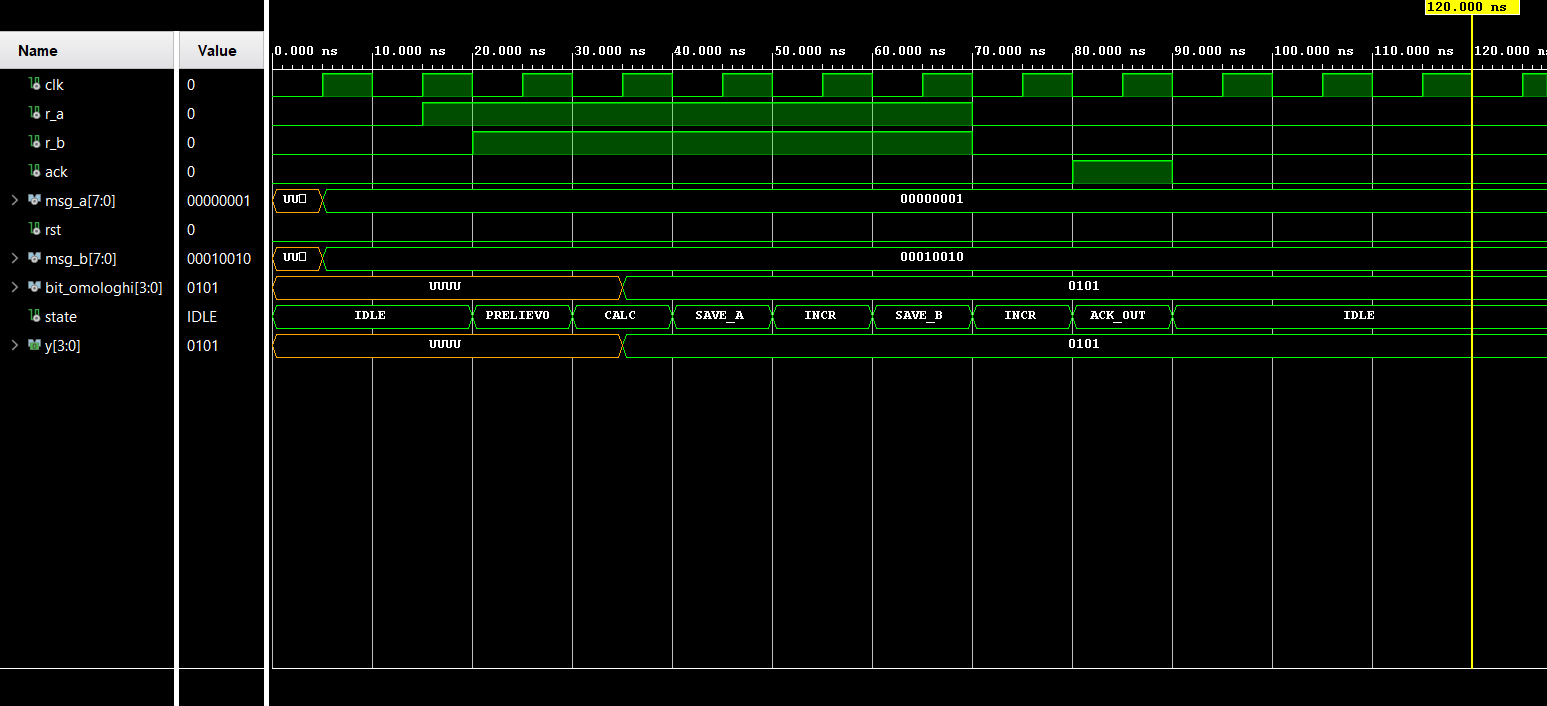 120.000 ns
Name Value 0.000 ns 10.000 ns 20.000 ns 30.000 ns 40.000 ns 50.000 ns 60.000 ns 70.000 ns 80.000 ns 90.000 ns 100.000 ns 110.000 ns 120.000 n
clk 0
r_a 0
r_b 0
ack 0
msg_a[7:0] 00000001 UU 00000001
rst 0
msg_b[7:0] 00010010 UU 00010010
bit_omologhi[3:0] 0101 UUUU 0101
state IDLE IDLE PRELIEVO CALC SAVE_A INCR SAVE_B INCR ACK_OUT IDLE
y[3:0] 0101 UUUU 0101